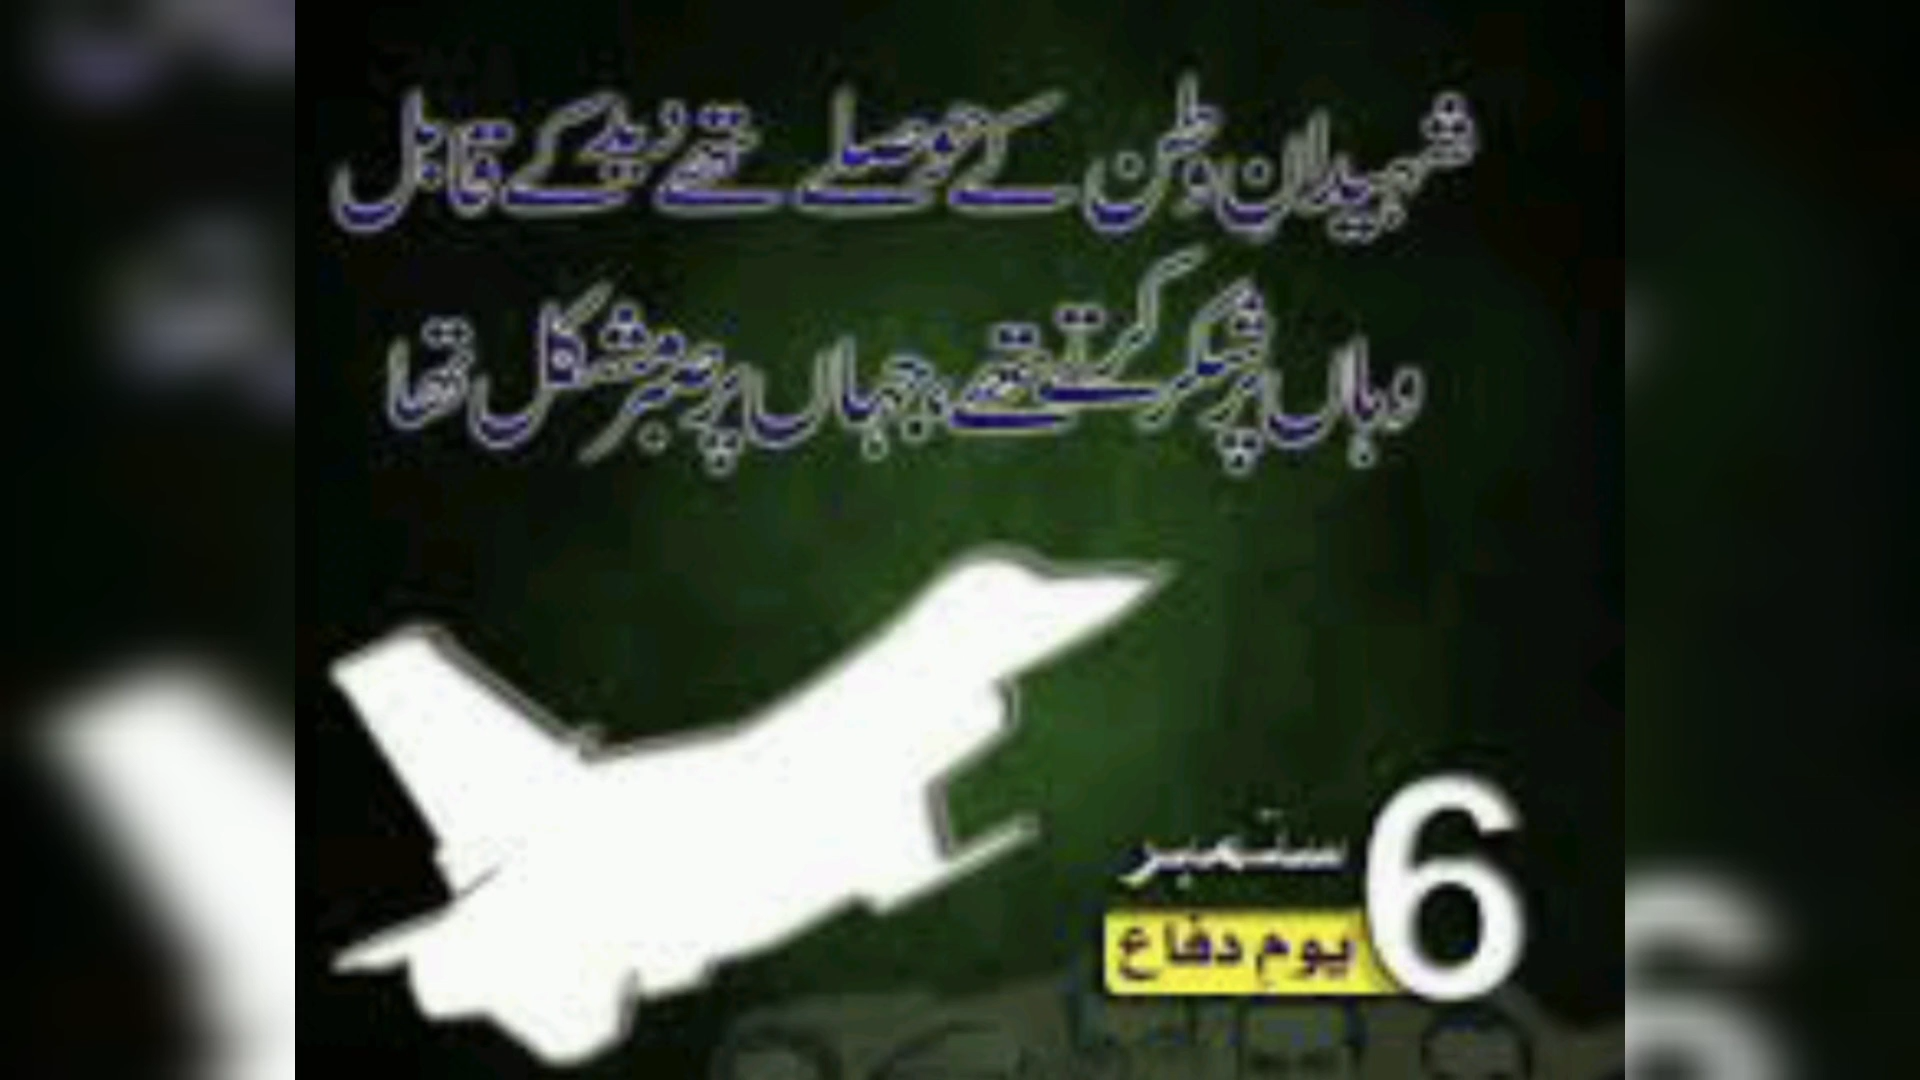 شہیدان وطن کے حوصلے تھے دید کے قابل
وہاں پر شکر کرتے تھے، جہاں پر صبر مشکل تھا
6 ستمبر
یوم دفاع